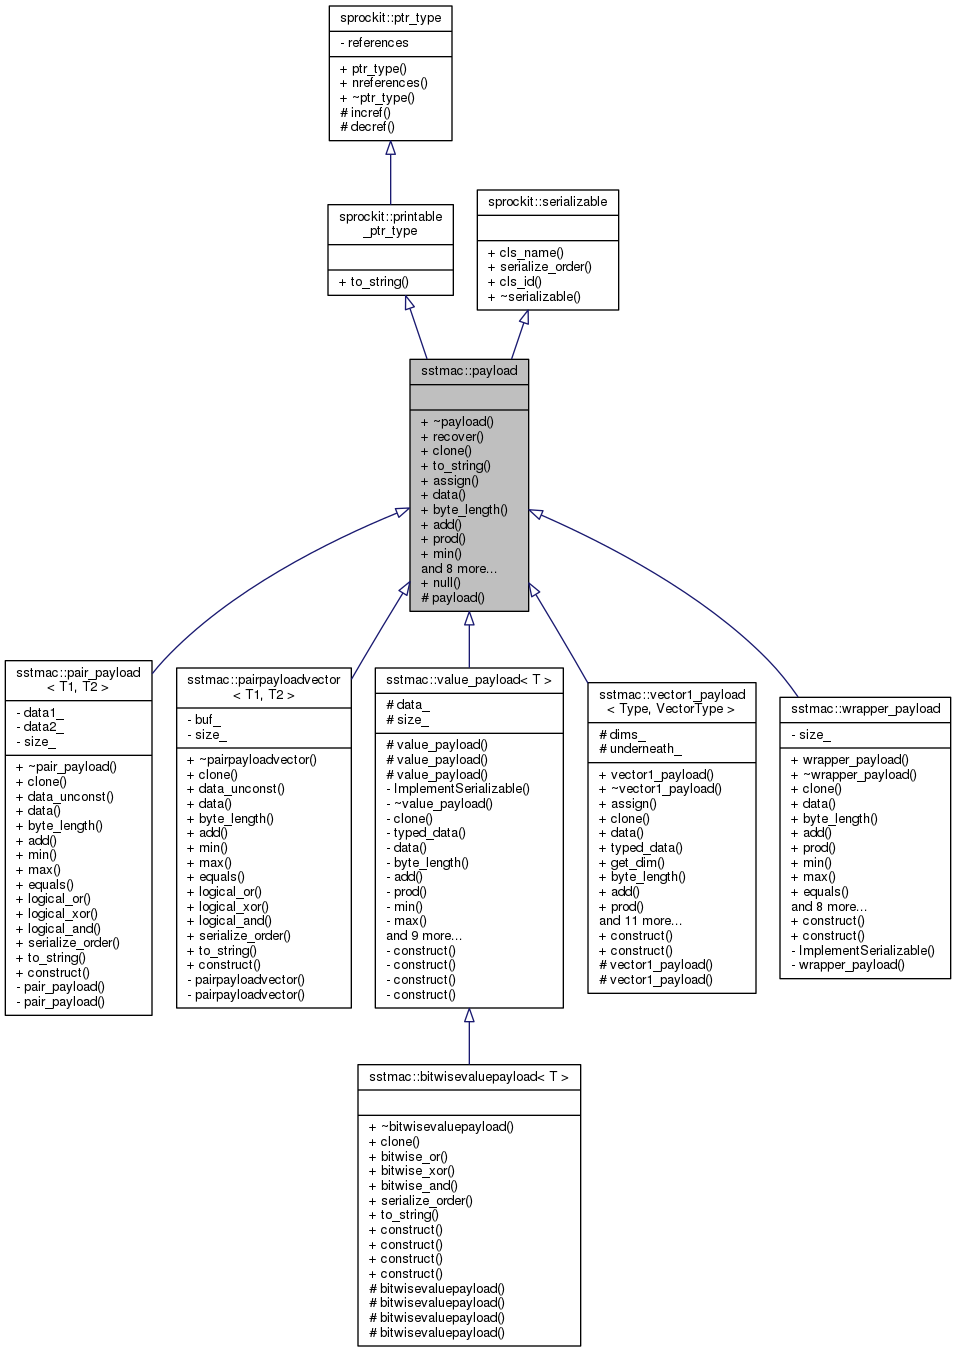 sprockit::ptr_type
- references
+ ptr_type()
+ nreferences()
+ ~ptr_type()
# incref()
# decref()
sprockit::printable
_ptr_type
+ to_string()
sprockit::serializable
+ cls_name()
+ serialize_order()
+ cls_id()
+ ~serializable()
sstmac::payload
+ ~payload()
+ recover()
+ clone()
+ to_string()
+ assign()
+ data()
+ byte_length()
+ add()
+ prod()
+ min()
and 8 more...
+ null()
# payload()
sstmac::pair_payload
< T1, T2 >
- data1_
- data2_
- size_
+ ~pair_payload()
+ clone()
+ data_unconst()
+ data()
+ byte_length()
+ add()
+ min()
+ max()
+ equals()
+ logical_or()
+ logical_xor()
+ logical_and()
+ serialize_order()
+ to_string()
+ construct()
- pair_payload()
- pair_payload()
sstmac::pairpayloadvector
< T1, T2 >
- buf_
- size_
+ ~pairpayloadvector()
+ clone()
+ data_unconst()
+ data()
+ byte_length()
+ add()
+ min()
+ max()
+ equals()
+ logical_or()
+ logical_xor()
+ logical_and()
+ serialize_order()
+ to_string()
+ construct()
- pairpayloadvector()
- pairpayloadvector()
sstmac::value_payload< T >
# data_
# size_
# value_payload()
# value_payload()
# value_payload()
- ImplementSerializable()
- ~value_payload()
- clone()
- typed_data()
- data()
- byte_length()
- add()
- prod()
- min()
- max()
and 9 more...
- construct()
- construct()
- construct()
- construct()
sstmac::vector1_payload
< Type, VectorType >
# dims_
# underneath_
+ vector1_payload()
+ ~vector1_payload()
+ assign()
+ clone()
+ data()
+ typed_data()
+ get_dim()
+ byte_length()
+ add()
+ prod()
and 11 more...
+ construct()
+ construct()
# vector1_payload()
# vector1_payload()
sstmac::wrapper_payload
- size_
+ wrapper_payload()
+ ~wrapper_payload()
+ clone()
+ data()
+ byte_length()
+ add()
+ prod()
+ min()
+ max()
+ equals()
and 8 more...
+ construct()
+ construct()
- ImplementSerializable()
- wrapper_payload()
sstmac::bitwisevaluepayload< T >
+ ~bitwisevaluepayload()
+ clone()
+ bitwise_or()
+ bitwise_xor()
+ bitwise_and()
+ serialize_order()
+ to_string()
+ construct()
+ construct()
+ construct()
+ construct()
# bitwisevaluepayload()
# bitwisevaluepayload()
# bitwisevaluepayload()
# bitwisevaluepayload()